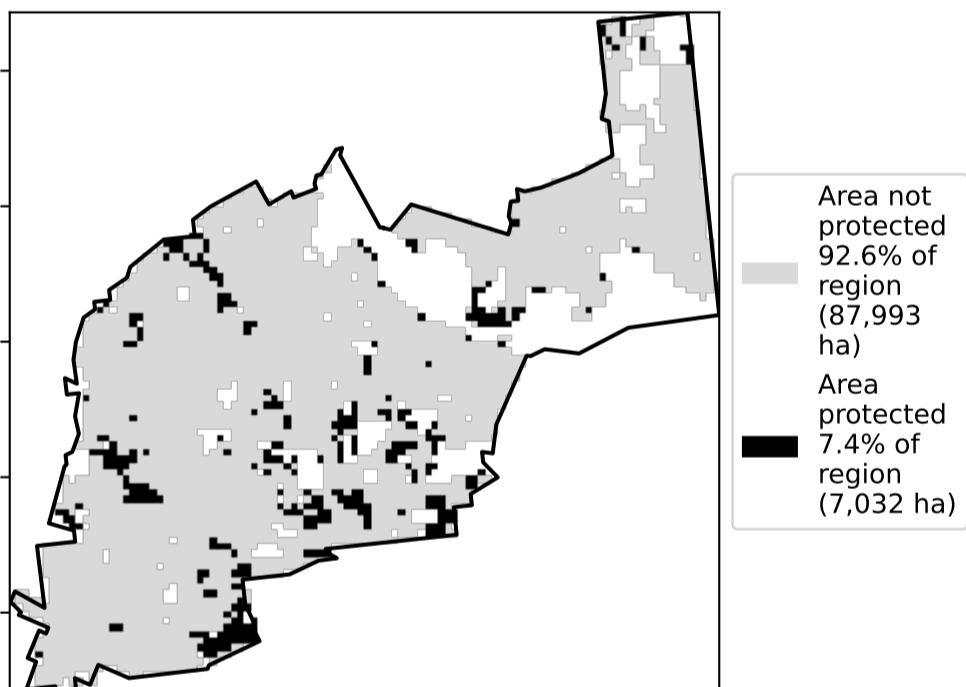 Area not
protected
92.6% of
region
(87,993
ha)
Area
protected
7.4% of
region
(7,032 ha)